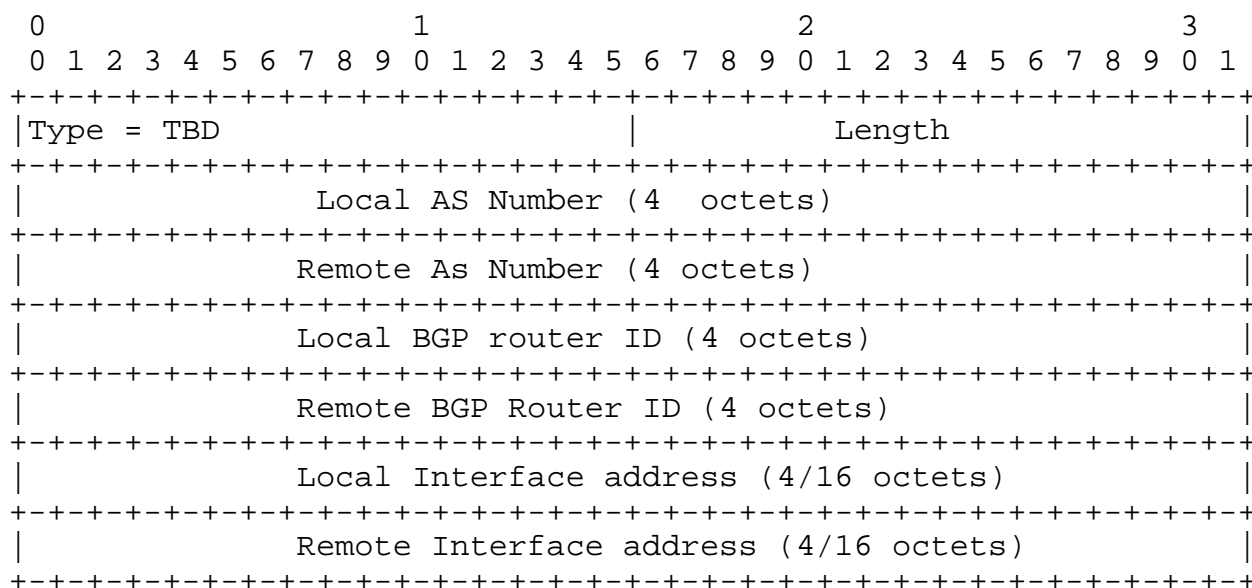 0                   1                   2                   3
 0 1 2 3 4 5 6 7 8 9 0 1 2 3 4 5 6 7 8 9 0 1 2 3 4 5 6 7 8 9 0 1
+-+-+-+-+-+-+-+-+-+-+-+-+-+-+-+-+-+-+-+-+-+-+-+-+-+-+-+-+-+-+-+-+
|Type = TBD                     |          Length               |
+-+-+-+-+-+-+-+-+-+-+-+-+-+-+-+-+-+-+-+-+-+-+-+-+-+-+-+-+-+-+-+-+
|               Local AS Number (4  octets)                     |
+-+-+-+-+-+-+-+-+-+-+-+-+-+-+-+-+-+-+-+-+-+-+-+-+-+-+-+-+-+-+-+-+
|              Remote As Number (4 octets)                      |
+-+-+-+-+-+-+-+-+-+-+-+-+-+-+-+-+-+-+-+-+-+-+-+-+-+-+-+-+-+-+-+-+
|              Local BGP router ID (4 octets)                   |
+-+-+-+-+-+-+-+-+-+-+-+-+-+-+-+-+-+-+-+-+-+-+-+-+-+-+-+-+-+-+-+-+
|              Remote BGP Router ID (4 octets)                  |
+-+-+-+-+-+-+-+-+-+-+-+-+-+-+-+-+-+-+-+-+-+-+-+-+-+-+-+-+-+-+-+-+
|              Local Interface address (4/16 octets)            |
+-+-+-+-+-+-+-+-+-+-+-+-+-+-+-+-+-+-+-+-+-+-+-+-+-+-+-+-+-+-+-+-+
|              Remote Interface address (4/16 octets)           |
+-+-+-+-+-+-+-+-+-+-+-+-+-+-+-+-+-+-+-+-+-+-+-+-+-+-+-+-+-+-+-+-+